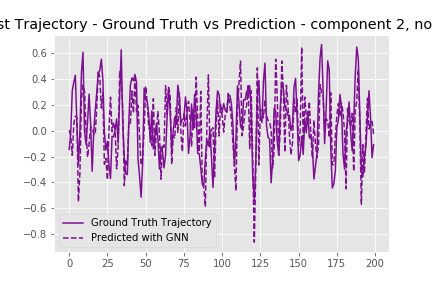 st Trajectory - Ground Truth vs Prediction - component 2, no
0.6
0.4
0.2
0.0
−0.2
−0.4
−0.6
−0.8
0 25 50 75 100 125 150 175 200
Ground Truth Trajectory
Predicted with GNN